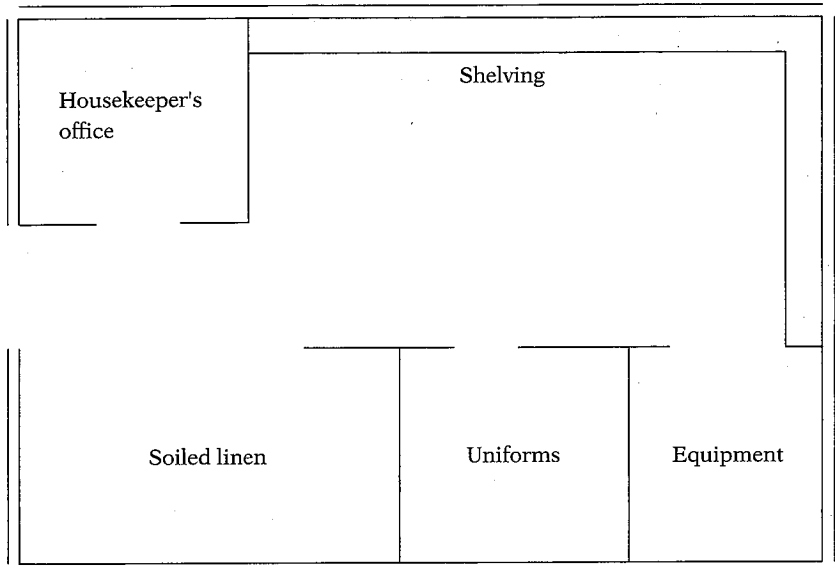 Shelving
Housekeeper's
office
Soiled linen
Uniforms
Equipment